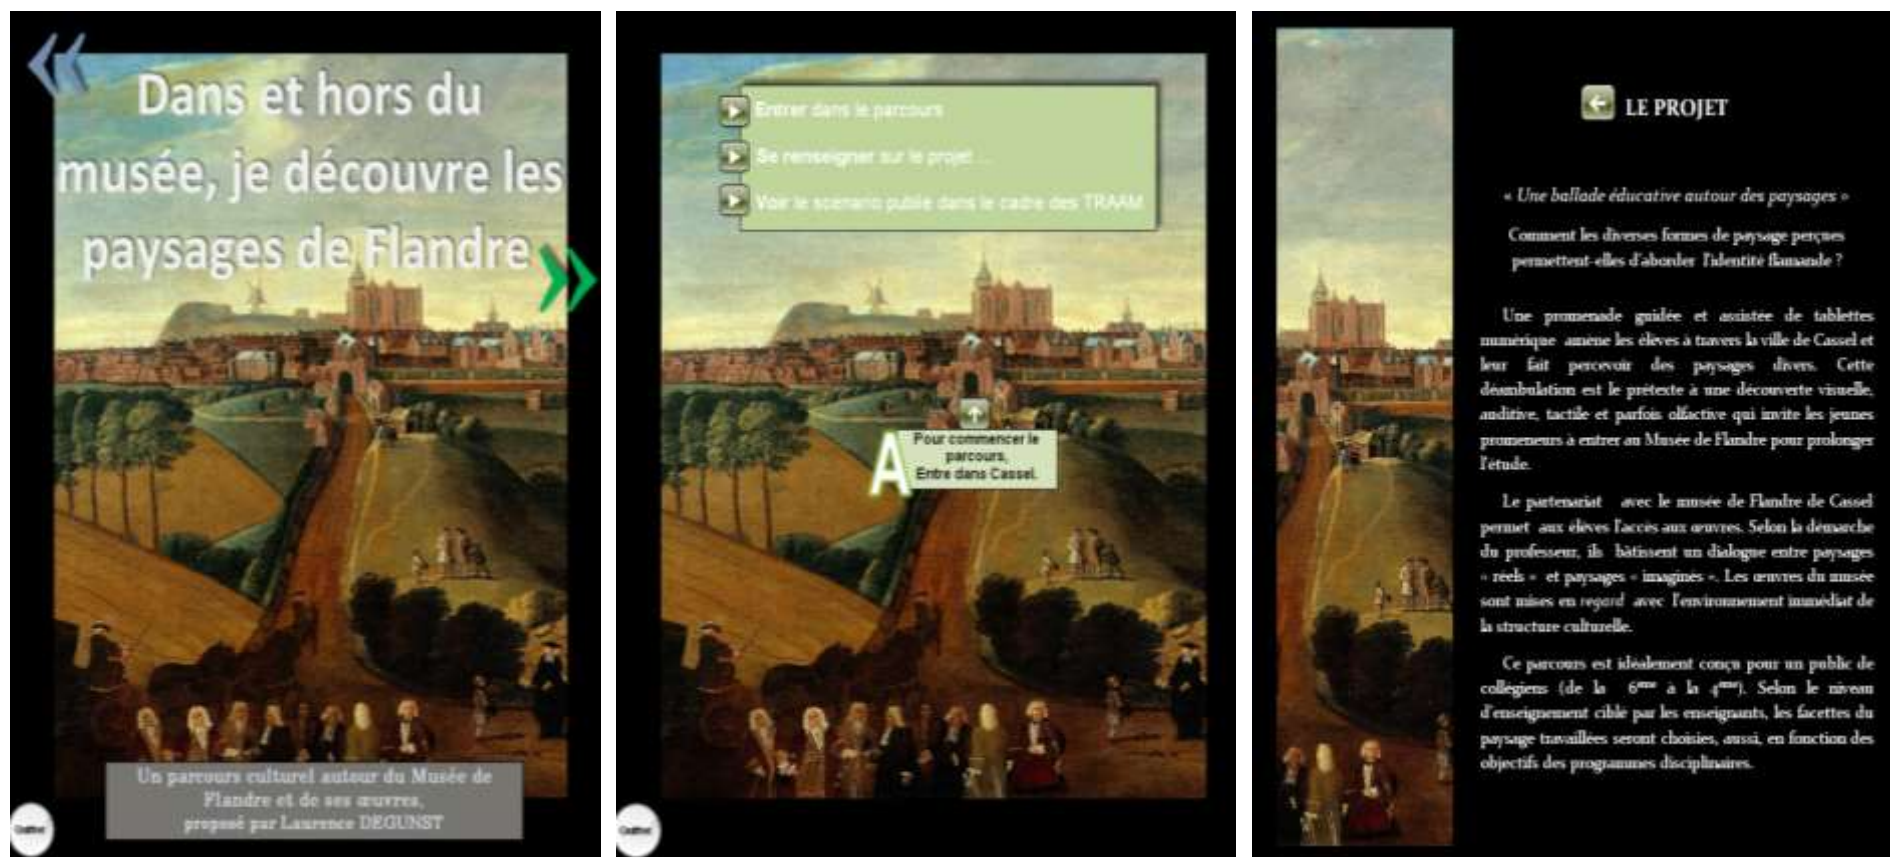 Dans et hors du
musée, je découvre les
paysages de Flandre
Un parcours culturel autour du Musée de
Flandre et de ses œuvres,
proposé par Laurence DEGUNST
Quitter
Entrer dans le parcours
Se renseigner sur le projet ...
Voir le scenario publié dans le cadre des TRAAM
A
Pour commencer le
parcours,
Entre dans Cassel.
Quitter
LE PROJET
« Une ballade éducative autour des paysages »
Comment les diverses formes de paysage perçues
permettent-elles d'aborder l'identité flamande ?
Une promenade guidée et assistée de tablettes
numérique amène les élèves à travers la ville de Cassel et
leur fait percevoir des paysages divers. Cette
déambulation est le prétexte à une découverte visuelle,
auditive, tactile et parfois olfactive qui invite les jeunes
promeneurs à entrer au Musée de Flandre pour prolonger
l'étude.
Le partenariat avec le musée de Flandre de Cassel
permet aux élèves l'accès aux œuvres. Selon la démarche
du professeur, ils bâtissent un dialogue entre paysages
« réels » et paysages « imaginés ». Les œuvres du musée
sont mises en regard avec l'environnement immédiat de
la structure culturelle.
Ce parcours est idéalement conçu pour un public de
collégiens (de la 6ème à la 4ème). Selon le niveau
d'enseignement ciblé par les enseignants, les facettes du
paysage travaillées seront choisies, aussi, en fonction des
objectifs des programmes disciplinaires.